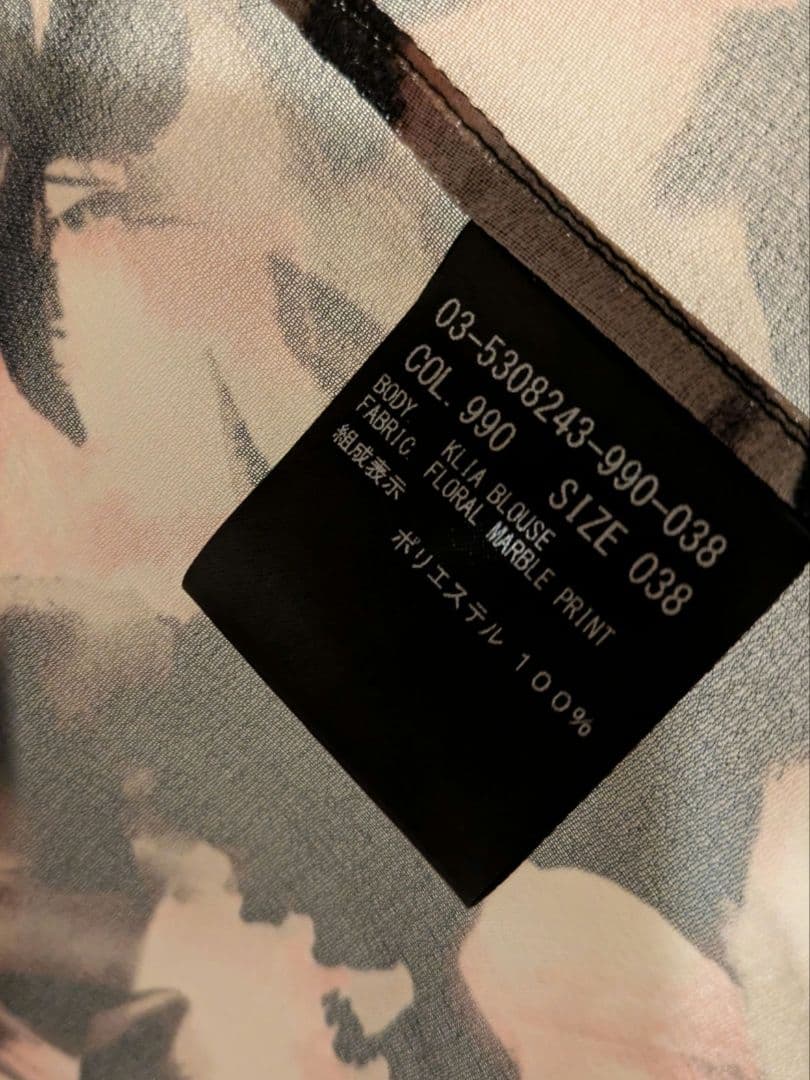 03-5308243-990-038
COL. 990 SIZE 038
BODY. KLIA BLOUSE
FABRIC. FLORAL MARBLE PRINT
組成表示
ポリエステル 100%